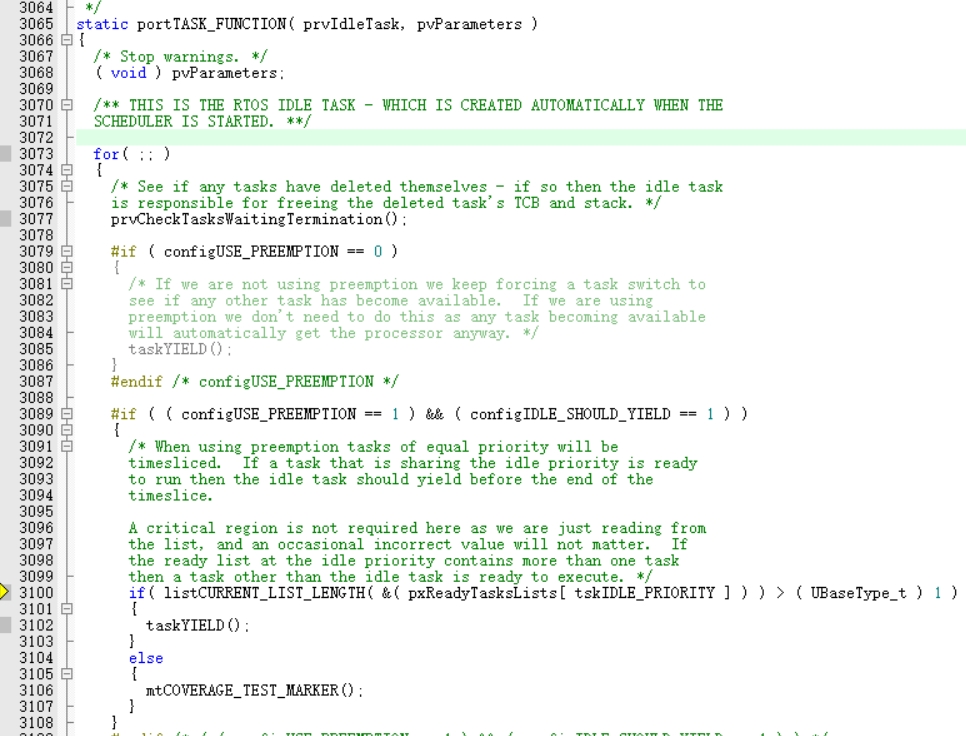 3064 */
3065 static portTASK_FUNCTION( prvIdleTask, pvParameters )
3066 {
3067 /* Stop warnings. */
3068 ( void ) pvParameters;
3069
3070 /** THIS IS THE RTOS IDLE TASK - WHICH IS CREATED AUTOMATICALLY WHEN THE
3071 SCHEDULER IS STARTED. **/
3072
3073 for( ;; )
3074 {
3075 /* See if any tasks have deleted themselves - if so then the idle task
3076 is responsible for freeing the deleted task's TCB and stack. */
3077 prvCheckTasksWaitingTermination();
3078
3079 #if ( configUSE_PREEMPTION == 0 )
3080 {
3081 /* If we are not using preemption we keep forcing a task switch to
3082 see if any other task has become available. If we are using
3083 preemption we don't need to do this as any task becoming available
3084 will automatically get the processor anyway. */
3085 taskYIELD();
3086 }
3087 #endif /* configUSE_PREEMPTION */
3088
3089 #if ( ( configUSE_PREEMPTION == 1 ) && ( configIDLE_SHOULD_YIELD == 1 ) )
3090 {
3091 /* When using preemption tasks of equal priority will be
3092 timesliced. If a task that is sharing the idle priority is ready
3093 to run then the idle task should yield before the end of the
3094 timeslice.
3095
3096 A critical region is not required here as we are just reading from
3097 the list, and an occasional incorrect value will not matter. If
3098 the ready list at the idle priority contains more than one task
3099 then a task other than the idle task is ready to execute. */
3100 if( listCURRENT_LIST_LENGTH( &( pxReadyTasksLists[ tskIDLE_PRIORITY ] ) ) > ( UBaseType_t ) 1 )
3101 {
3102 taskYIELD();
3103 }
3104 else
3105 {
3106 mtCOVERAGE_TEST_MARKER();
3107 }
3108 }